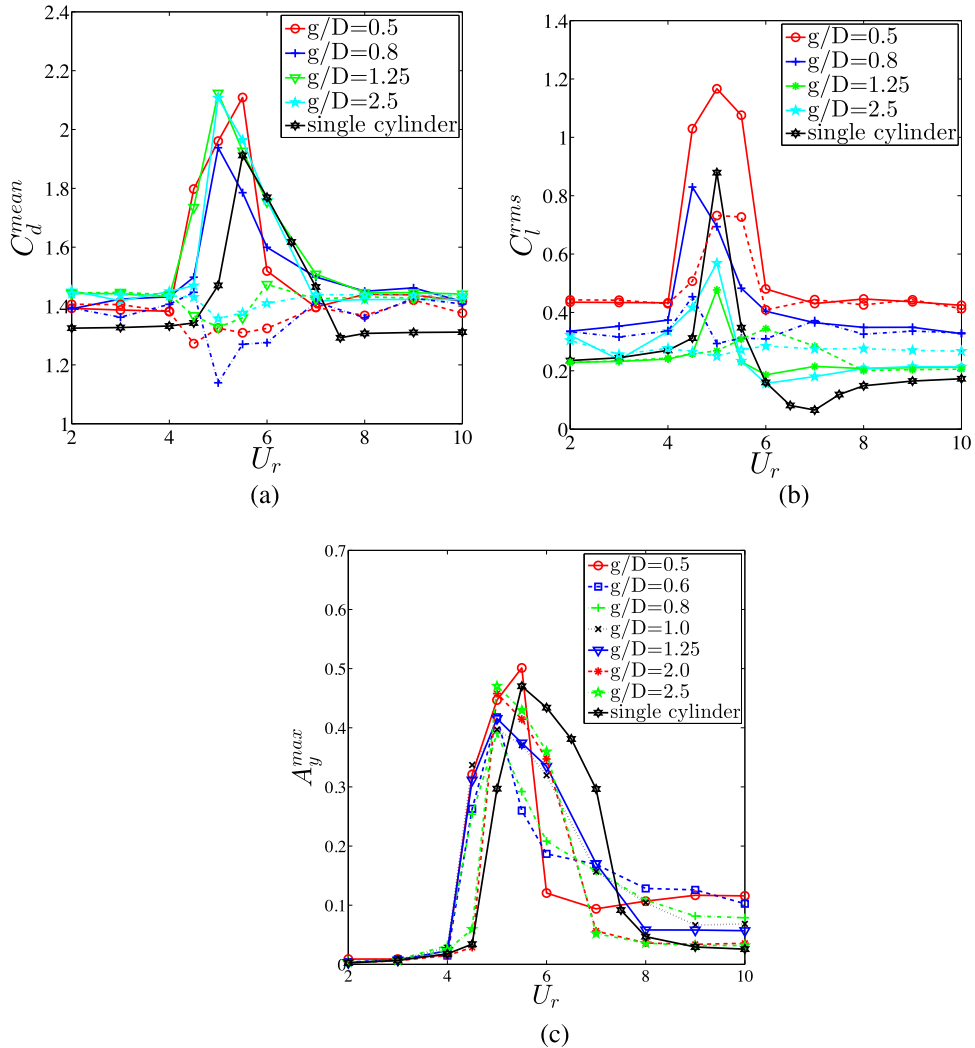 2.4
2.2
2
1.8
1.6
1.4
1.2
1
C_d^{mean}
2 4 6 8 10
U_r
g/D=0.5
g/D=0.8
g/D=1.25
g/D=2.5
single cylinder
(a)
1.4
1.2
1
0.8
0.6
0.4
0.2
0
C_l^{rms}
2 4 6 8 10
U_r
g/D=0.5
g/D=0.8
g/D=1.25
g/D=2.5
single cylinder
(b)
0.7
0.6
0.5
0.4
0.3
0.2
0.1
0
A_y^{max}
2 4 6 8 10
U_r
g/D=0.5
g/D=0.6
g/D=0.8
g/D=1.0
g/D=1.25
g/D=2.0
g/D=2.5
single cylinder
(c)